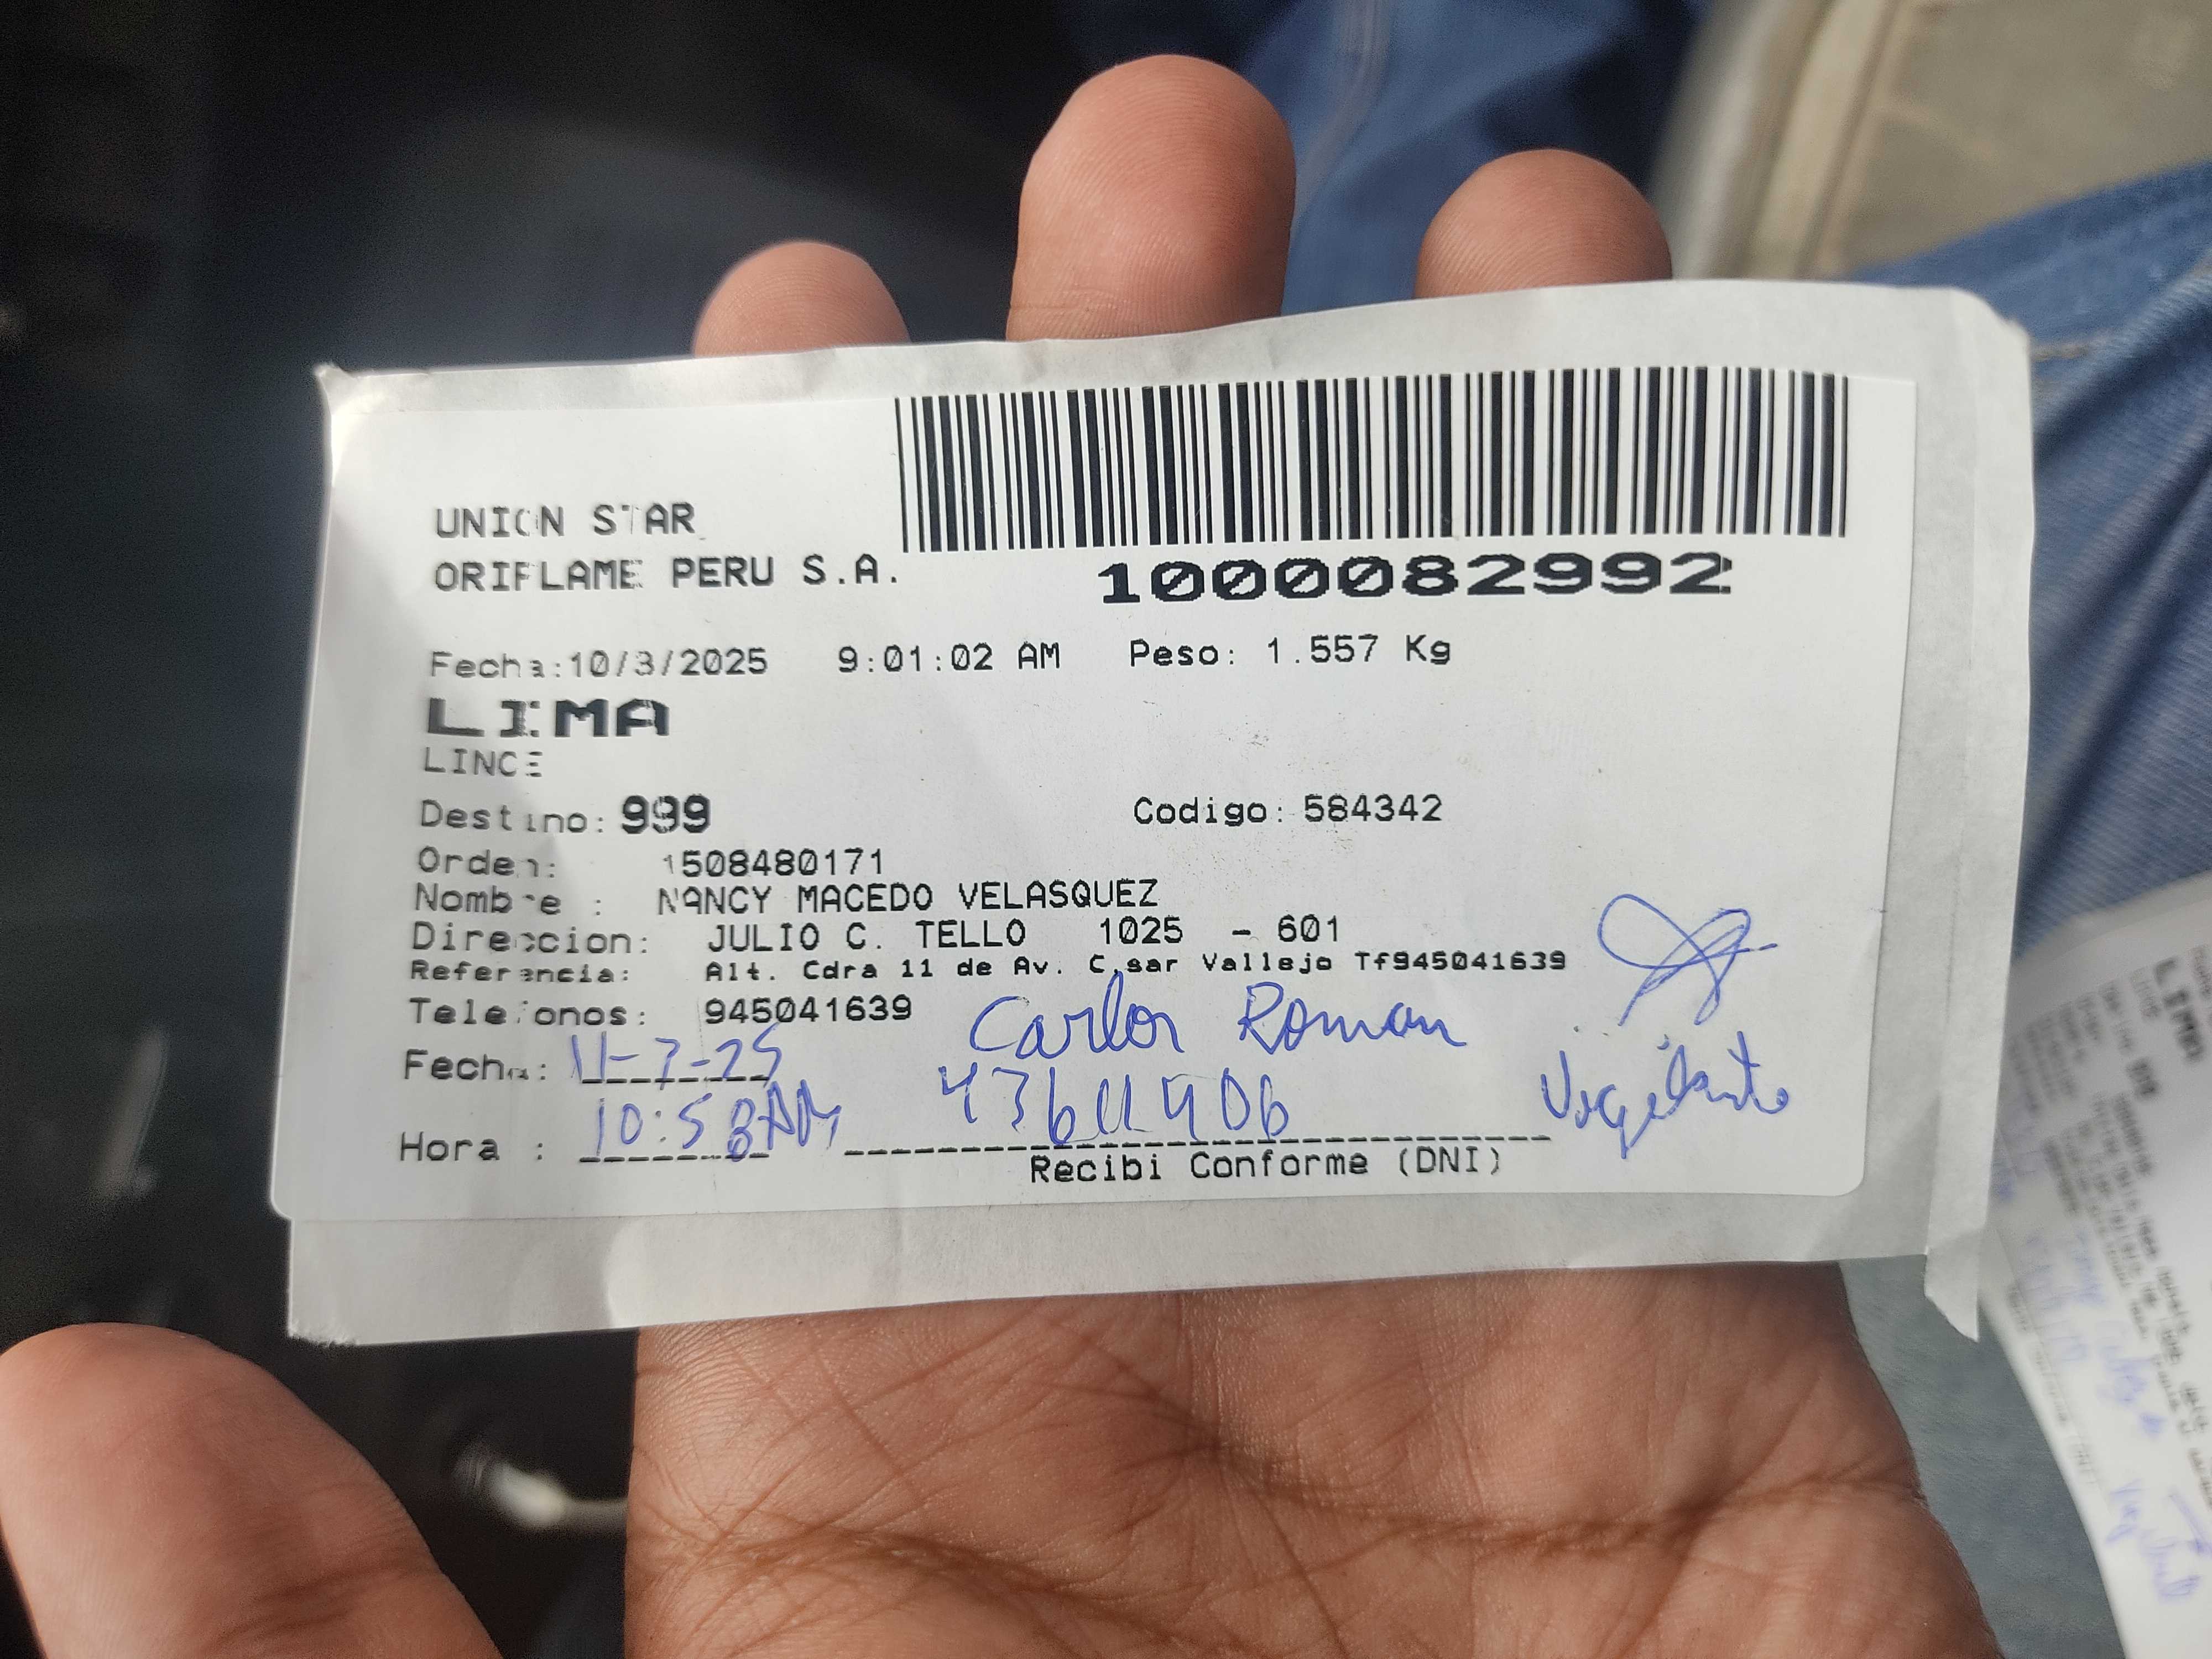 UNION STAR
ORIFLAME PERU S.A.
1000082992
Fecha:10/3/2025 9:01:02 AM Peso: 1.557 Kg
LIMA
LINCE
Destino: 999 Codigo: 584342
Orden: 1508480171
Nombre : NANCY MACEDO VELASQUEZ
Direccion: JULIO C. TELLO 1025 - 601
Referencia: Alt. Cdra 11 de Av. C,sar Vallejo Tf945041639
Telefonos: 945041639
Carlos Roman
Fecha: 11-3-25
Vigilante
Hora : 10:58AM
Recibi Conforme (DNI)
LIMA